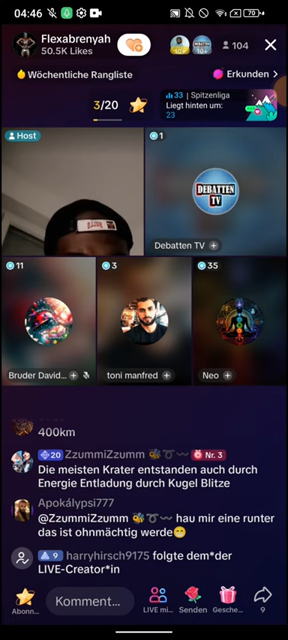 04:46
70
Flexabrenyah
50.5K Likes
104
Wöchentliche Rangliste
Erkunden >
3/20
33 | Spitzenliga
Liegt hinten um:
23
Host
1
DEBATTEN
TV
Debatten TV +
11
3
35
Bruder David... +
toni manfred +
Neo +
400km
20 ZzummiZzumm Nr. 3
Die meisten Krater entstanden auch durch
Energie Entladung durch Kugel Blitze
Apokálypsi777
@ZzummiZzumm hau mir eine runter
das ist ohnmächtig werde😁
9 harryhirsch9175 folgte dem*der
LIVE-Creator*in
Abonn...
Komment...
LIVE mi...
Senden
Gesche...
9